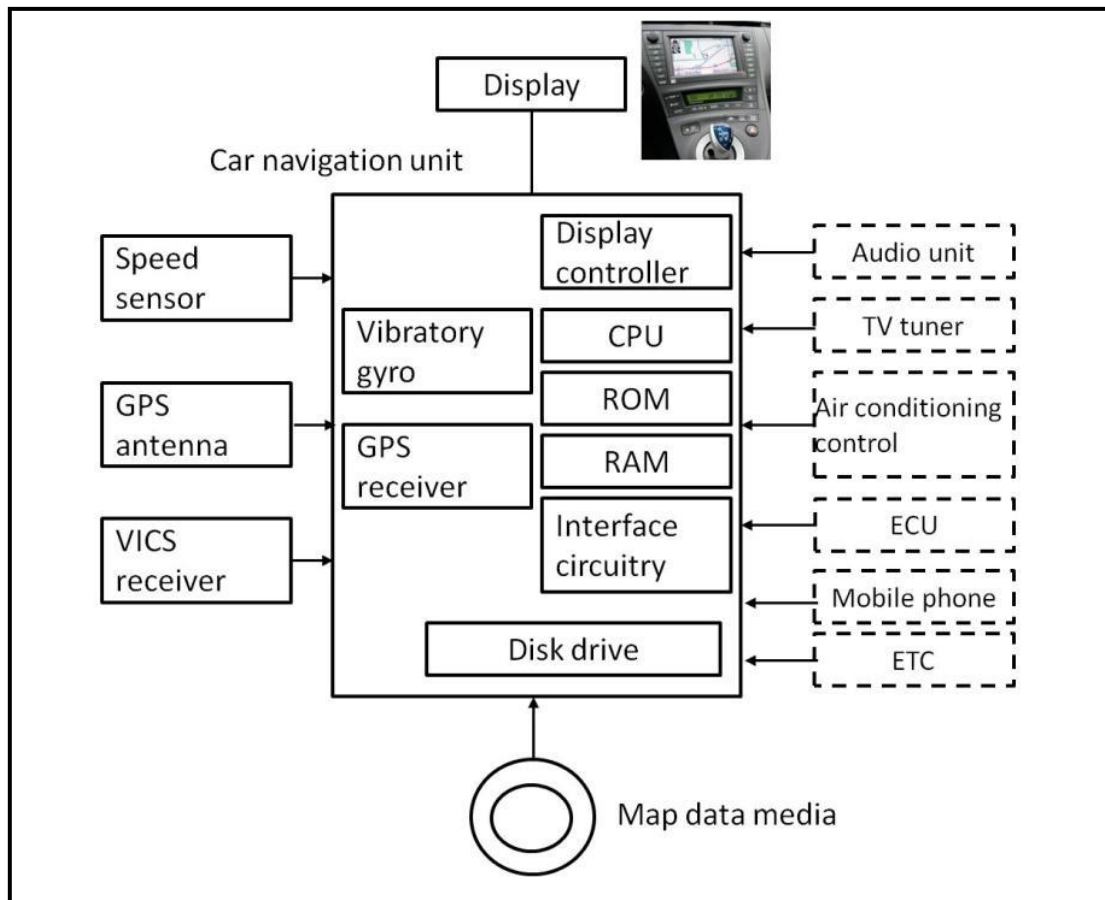 Display
Car navigation unit
Speed
sensor
GPS
antenna
VICS
receiver
Display
controller
Vibratory
gyro
CPU
ROM
GPS
receiver
RAM
Interface
circuitry
Disk drive
Audio unit
TV tuner
Air conditioning
control
ECU
Mobile phone
ETC
Map data media